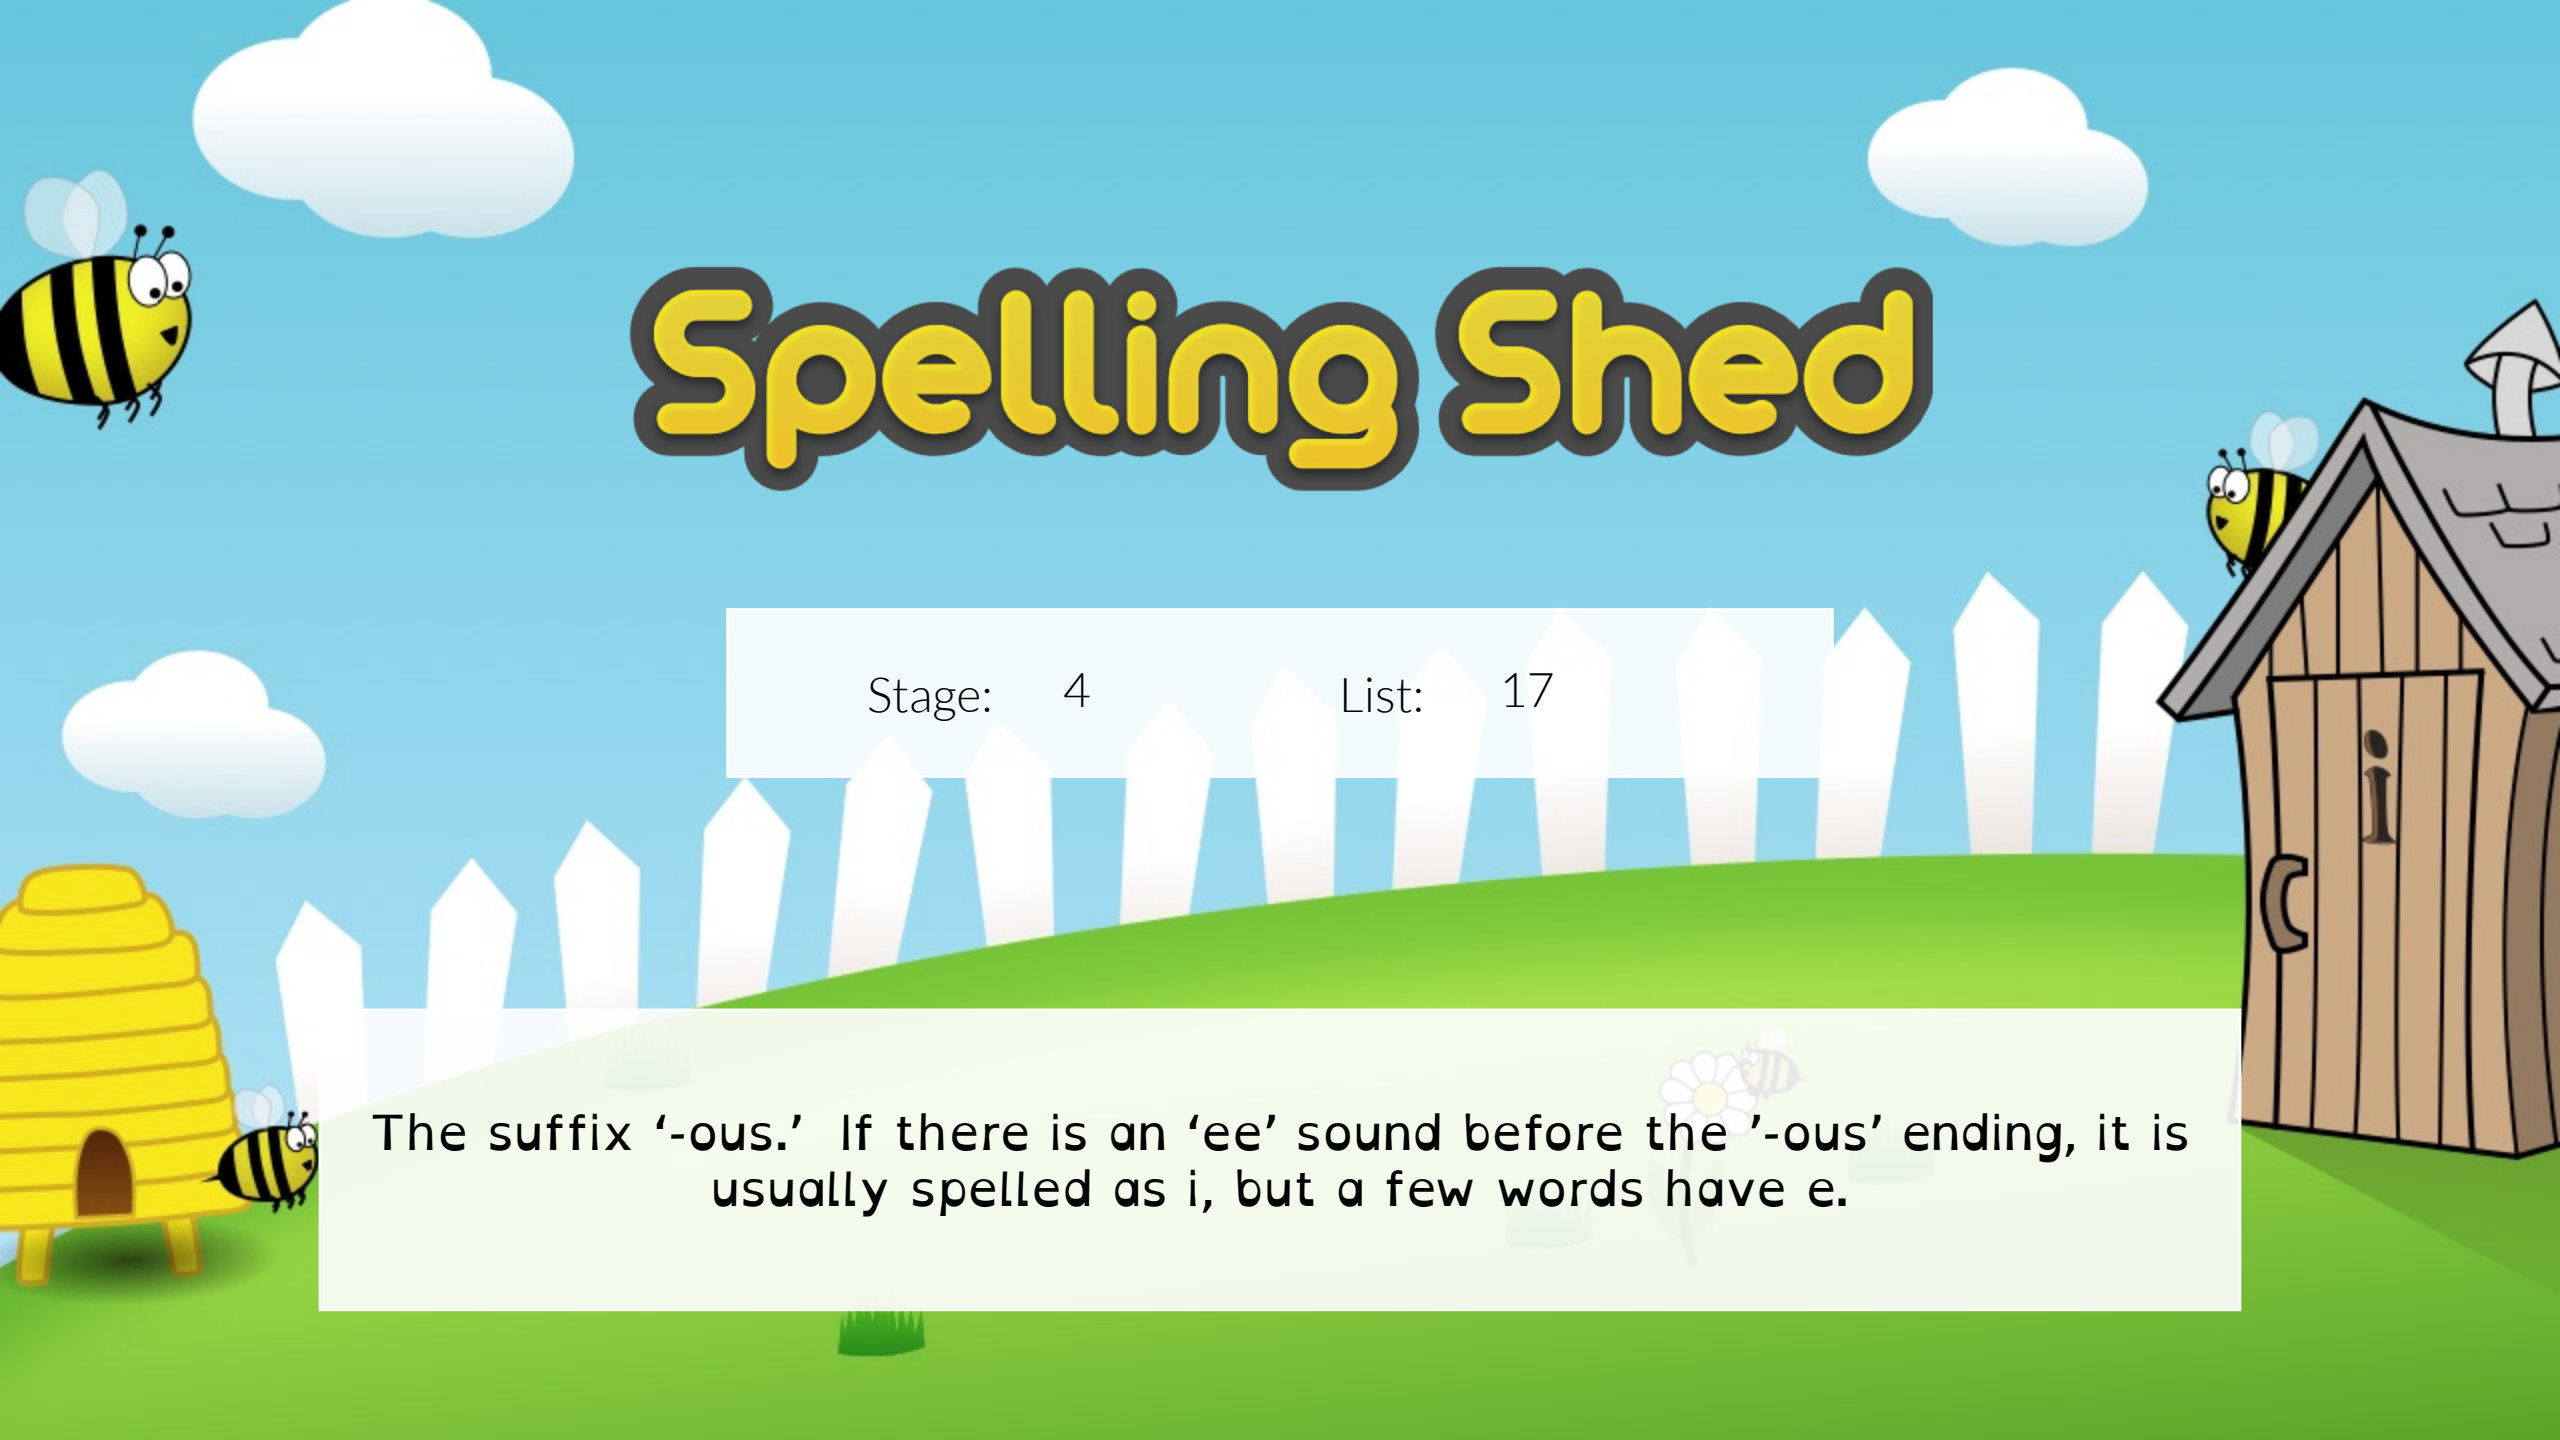 Spelling Shed
Stage: 4 List: 17
i
The suffix ‘-ous.’  If there is an ‘ee’ sound before the ’-ous’ ending, it is
usually spelled as i, but a few words have e.